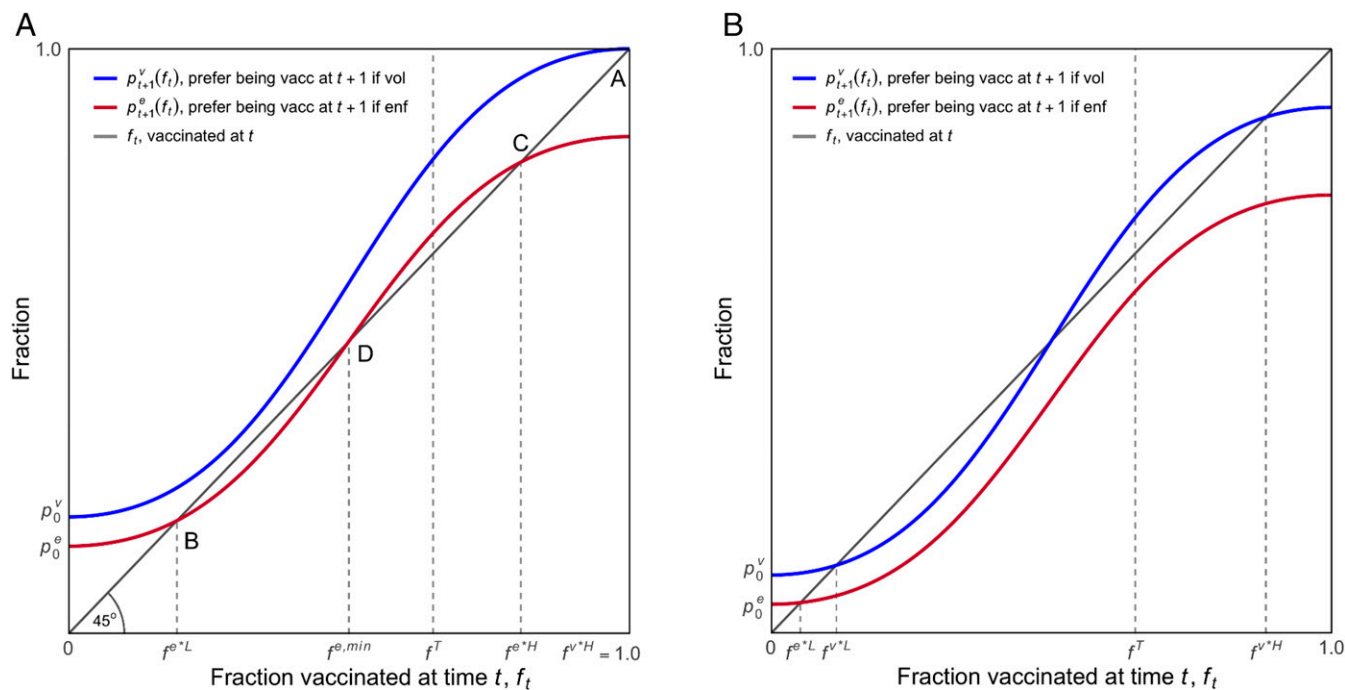 A
1.0
p^v_{t+1}(f_t), prefer being vacc at t + 1 if vol
p^e_{t+1}(f_t), prefer being vacc at t + 1 if enf
f_t, vaccinated at t
A
C
D
B
Fraction
p^v_0
p^e_0
45°
0
f^{e*L}
f^{e,min}
f^T
f^{e*H}
f^{v*H} = 1.0
Fraction vaccinated at time t, f_t
B
1.0
p^v_{t+1}(f_t), prefer being vacc at t + 1 if vol
p^e_{t+1}(f_t), prefer being vacc at t + 1 if enf
f_t, vaccinated at t
Fraction
p^v_0
p^e_0
0
f^{e*L}
f^{v*L}
f^T
f^{v*H}
1.0
Fraction vaccinated at time t, f_t